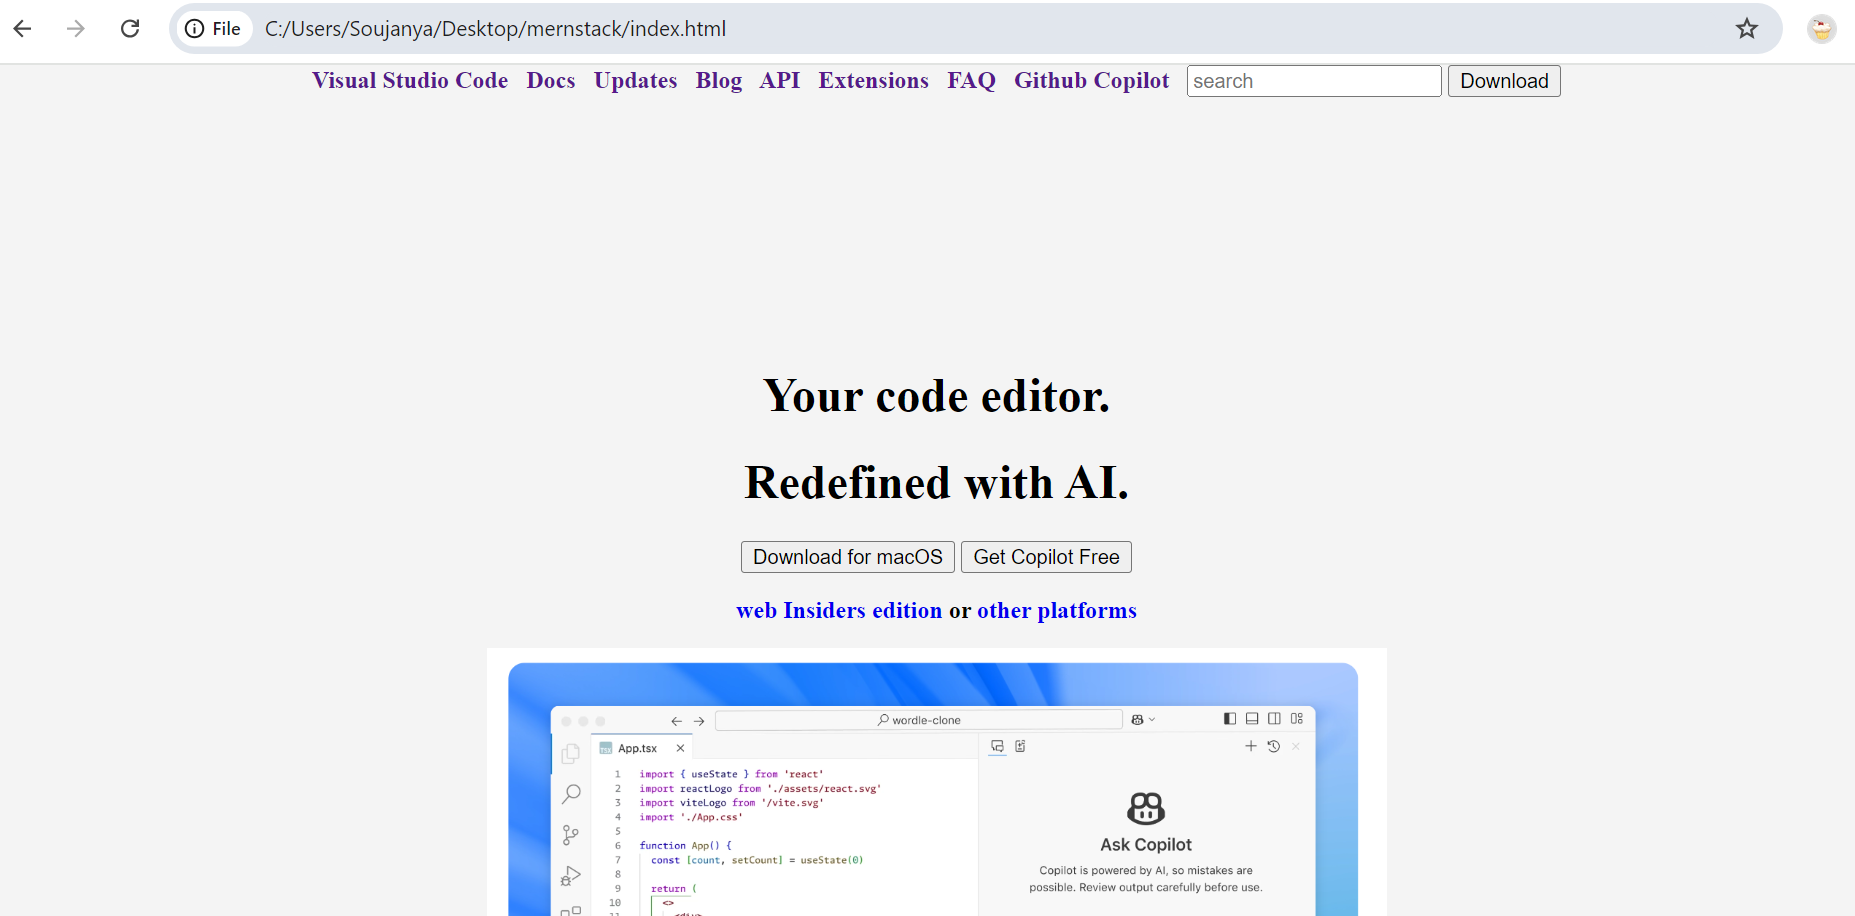 File C:/Users/Soujanya/Desktop/mernstack/index.html
Visual Studio Code Docs Updates Blog API Extensions FAQ Github Copilot search Download
Your code editor.
Redefined with AI.
Download for macOS Get Copilot Free
web Insiders edition or other platforms
wordle-clone
TSX App.tsx
1 import { useState } from 'react'
2 import reactLogo from './assets/react.svg'
3 import viteLogo from '/vite.svg'
4 import './App.css'
5
6 function App() {
7 const [count, setCount] = useState(0)
8
9 return (
10 <>
11 <div>
Ask Copilot
Copilot is powered by AI, so mistakes are
possible. Review output carefully before use.